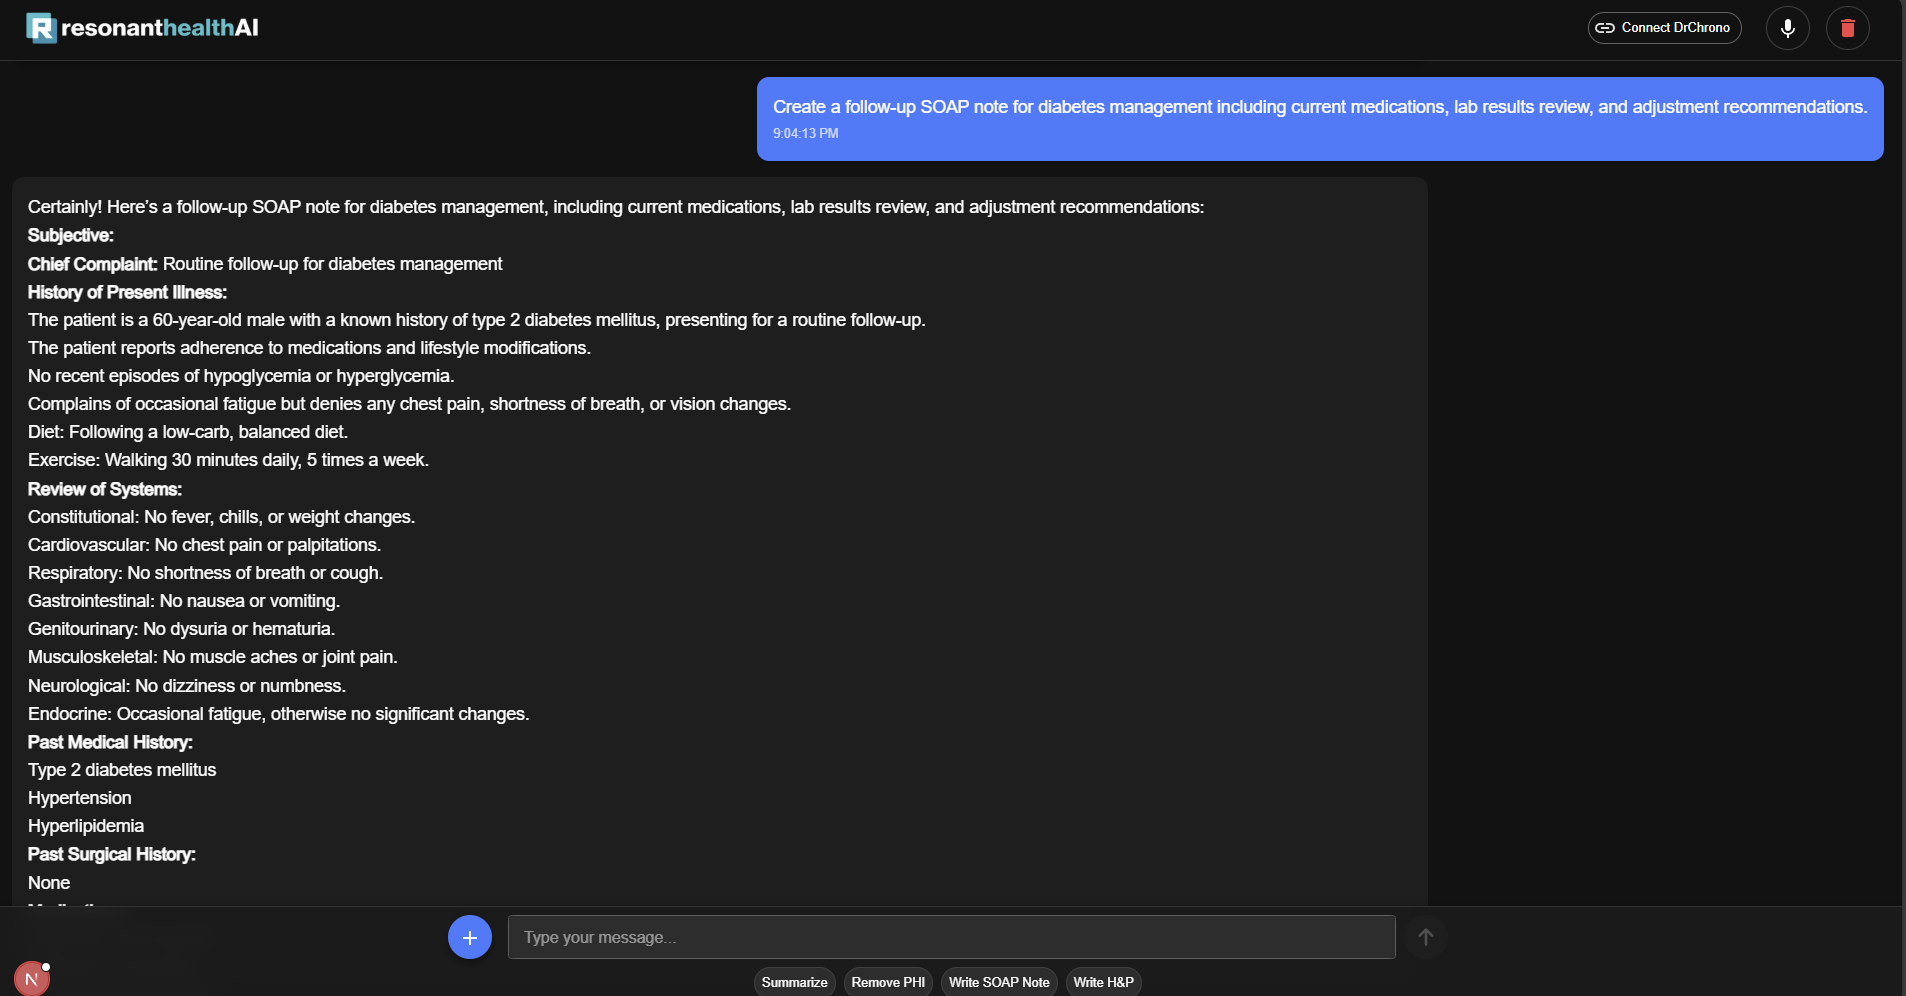 resonanthealthAI
Connect DrChrono
Create a follow-up SOAP note for diabetes management including current medications, lab results review, and adjustment recommendations.
9:04:13 PM
Certainly! Here's a follow-up SOAP note for diabetes management, including current medications, lab results review, and adjustment recommendations:
Subjective:
Chief Complaint: Routine follow-up for diabetes management
History of Present Illness:
The patient is a 60-year-old male with a known history of type 2 diabetes mellitus, presenting for a routine follow-up.
The patient reports adherence to medications and lifestyle modifications.
No recent episodes of hypoglycemia or hyperglycemia.
Complains of occasional fatigue but denies any chest pain, shortness of breath, or vision changes.
Diet: Following a low-carb, balanced diet.
Exercise: Walking 30 minutes daily, 5 times a week.
Review of Systems:
Constitutional: No fever, chills, or weight changes.
Cardiovascular: No chest pain or palpitations.
Respiratory: No shortness of breath or cough.
Gastrointestinal: No nausea or vomiting.
Genitourinary: No dysuria or hematuria.
Musculoskeletal: No muscle aches or joint pain.
Neurological: No dizziness or numbness.
Endocrine: Occasional fatigue, otherwise no significant changes.
Past Medical History:
Type 2 diabetes mellitus
Hypertension
Hyperlipidemia
Past Surgical History:
None
Type your message...
N
Summarize Remove PHI Write SOAP Note Write H&P